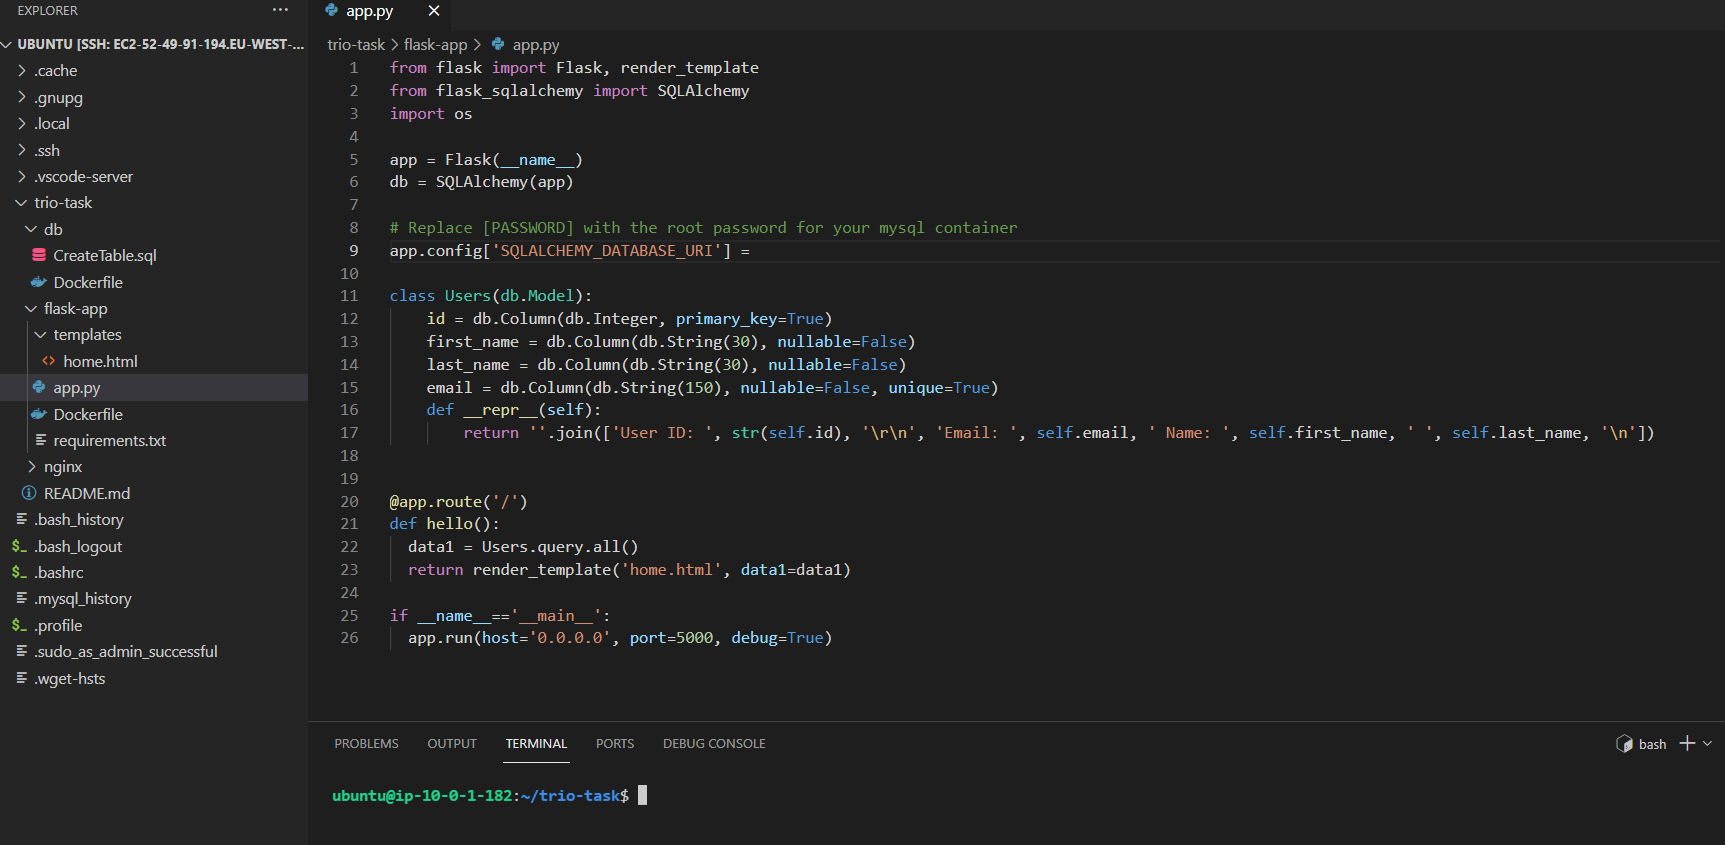 EXPLORER
UBUNTU [SSH: EC2-52-49-91-194.EU-WEST-...
.cache
.gnupg
.local
.ssh
.vscode-server
trio-task
db
CreateTable.sql
Dockerfile
flask-app
templates
home.html
app.py
Dockerfile
requirements.txt
nginx
README.md
.bash_history
.bash_logout
.bashrc
.mysql_history
.profile
.sudo_as_admin_successful
.wget-hsts
app.py
trio-task > flask-app > app.py
1 from flask import Flask, render_template
2 from flask_sqlalchemy import SQLAlchemy
3 import os
4
5 app = Flask(__name__)
6 db = SQLAlchemy(app)
7
8 # Replace [PASSWORD] with the root password for your mysql container
9 app.config['SQLALCHEMY_DATABASE_URI'] =
10
11 class Users(db.Model):
12     id = db.Column(db.Integer, primary_key=True)
13     first_name = db.Column(db.String(30), nullable=False)
14     last_name = db.Column(db.String(30), nullable=False)
15     email = db.Column(db.String(150), nullable=False, unique=True)
16     def __repr__(self):
17         return ''.join(['User ID: ', str(self.id), '\r\n', 'Email: ', self.email, ' Name: ', self.first_name, ' ', self.last_name, '\n'])
18
19
20 @app.route('/')
21 def hello():
22   data1 = Users.query.all()
23   return render_template('home.html', data1=data1)
24
25 if __name__=='__main__':
26   app.run(host='0.0.0.0', port=5000, debug=True)
PROBLEMS OUTPUT TERMINAL PORTS DEBUG CONSOLE
bash
ubuntu@ip-10-0-1-182:~/trio-task$